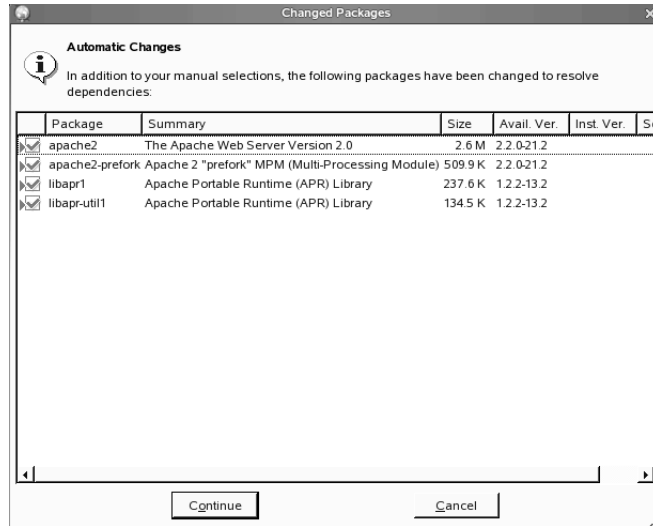 Changed Packages
Automatic Changes
In addition to your manual selections, the following packages have been changed to resolve
dependencies:
Package Summary Size Avail. Ver. Inst. Ver.
apache2 The Apache Web Server Version 2.0 2.6 M 2.2.0-21.2
apache2-prefork Apache 2 "prefork" MPM (Multi-Processing Module) 509.9 K 2.2.0-21.2
libapr1 Apache Portable Runtime (APR) Library 237.6 K 1.2.2-13.2
libapr-util1 Apache Portable Runtime (APR) Library 134.5 K 1.2.2-13.2
Continue Cancel